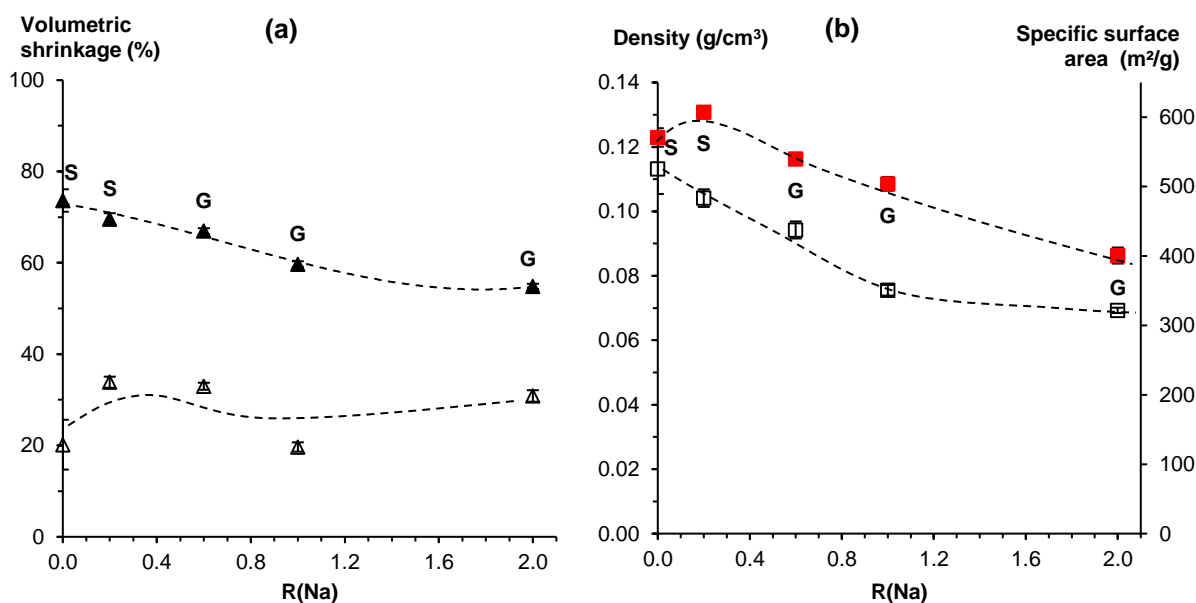 Volumetric
shrinkage (%)
(a)
100
80
60
40
20
0
S
S
G
G
G
0.0 0.4 0.8 1.2 1.6 2.0
R(Na)
Density (g/cm³)
(b)
Specific surface
area (m²/g)
0.14
0.12
0.10
0.08
0.06
0.04
0.02
0.00
S
S
G
G
G
600
500
400
300
200
100
0
0.0 0.4 0.8 1.2 1.6 2.0
R(Na)